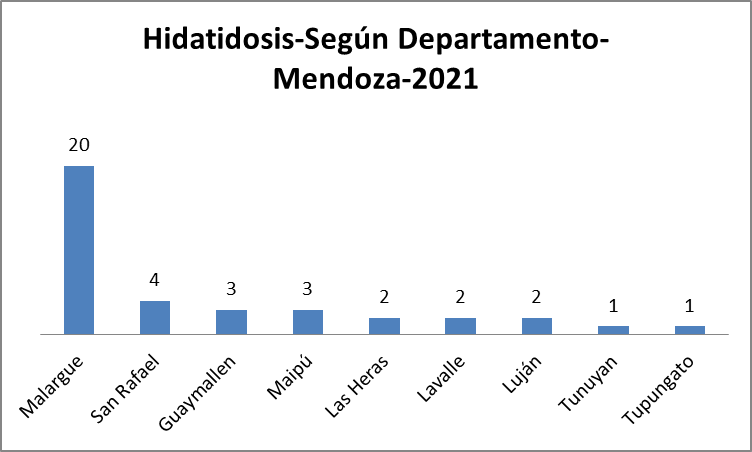 Hidatidosis-Según Departamento-
Mendoza-2021
20
4
3
3
2
2
2
1
1
Malargue
San Rafael
Guaymallen
Maipú
Las Heras
Lavalle
Luján
Tunuyan
Tupungato